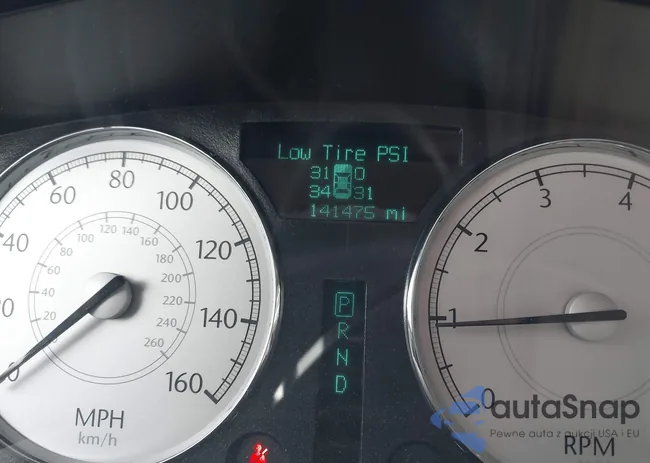 Low Tire PSI
31 0
34 31
141475 mi
P
R
N
D
0 20 40 60 80 100 120 140 160
20 40 60 80 100 120 140 160 180 200 220 240 260
MPH
km/h
0 1 2 3 4
RPM
autaSnap
Pewne auta z aukcji USA i EU